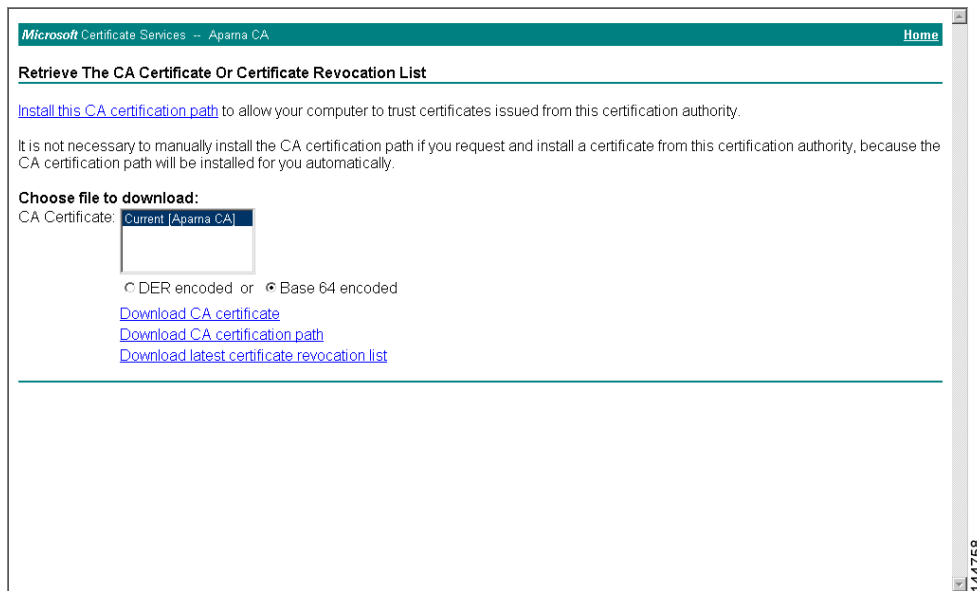 Microsoft Certificate Services -- Aparna CA Home
Retrieve The CA Certificate Or Certificate Revocation List
Install this CA certification path to allow your computer to trust certificates issued from this certification authority.
It is not necessary to manually install the CA certification path if you request and install a certificate from this certification authority, because the
CA certification path will be installed for you automatically.
Choose file to download:
CA Certificate: Current [Aparna CA]
DER encoded or Base 64 encoded
Download CA certificate
Download CA certification path
Download latest certificate revocation list
144758